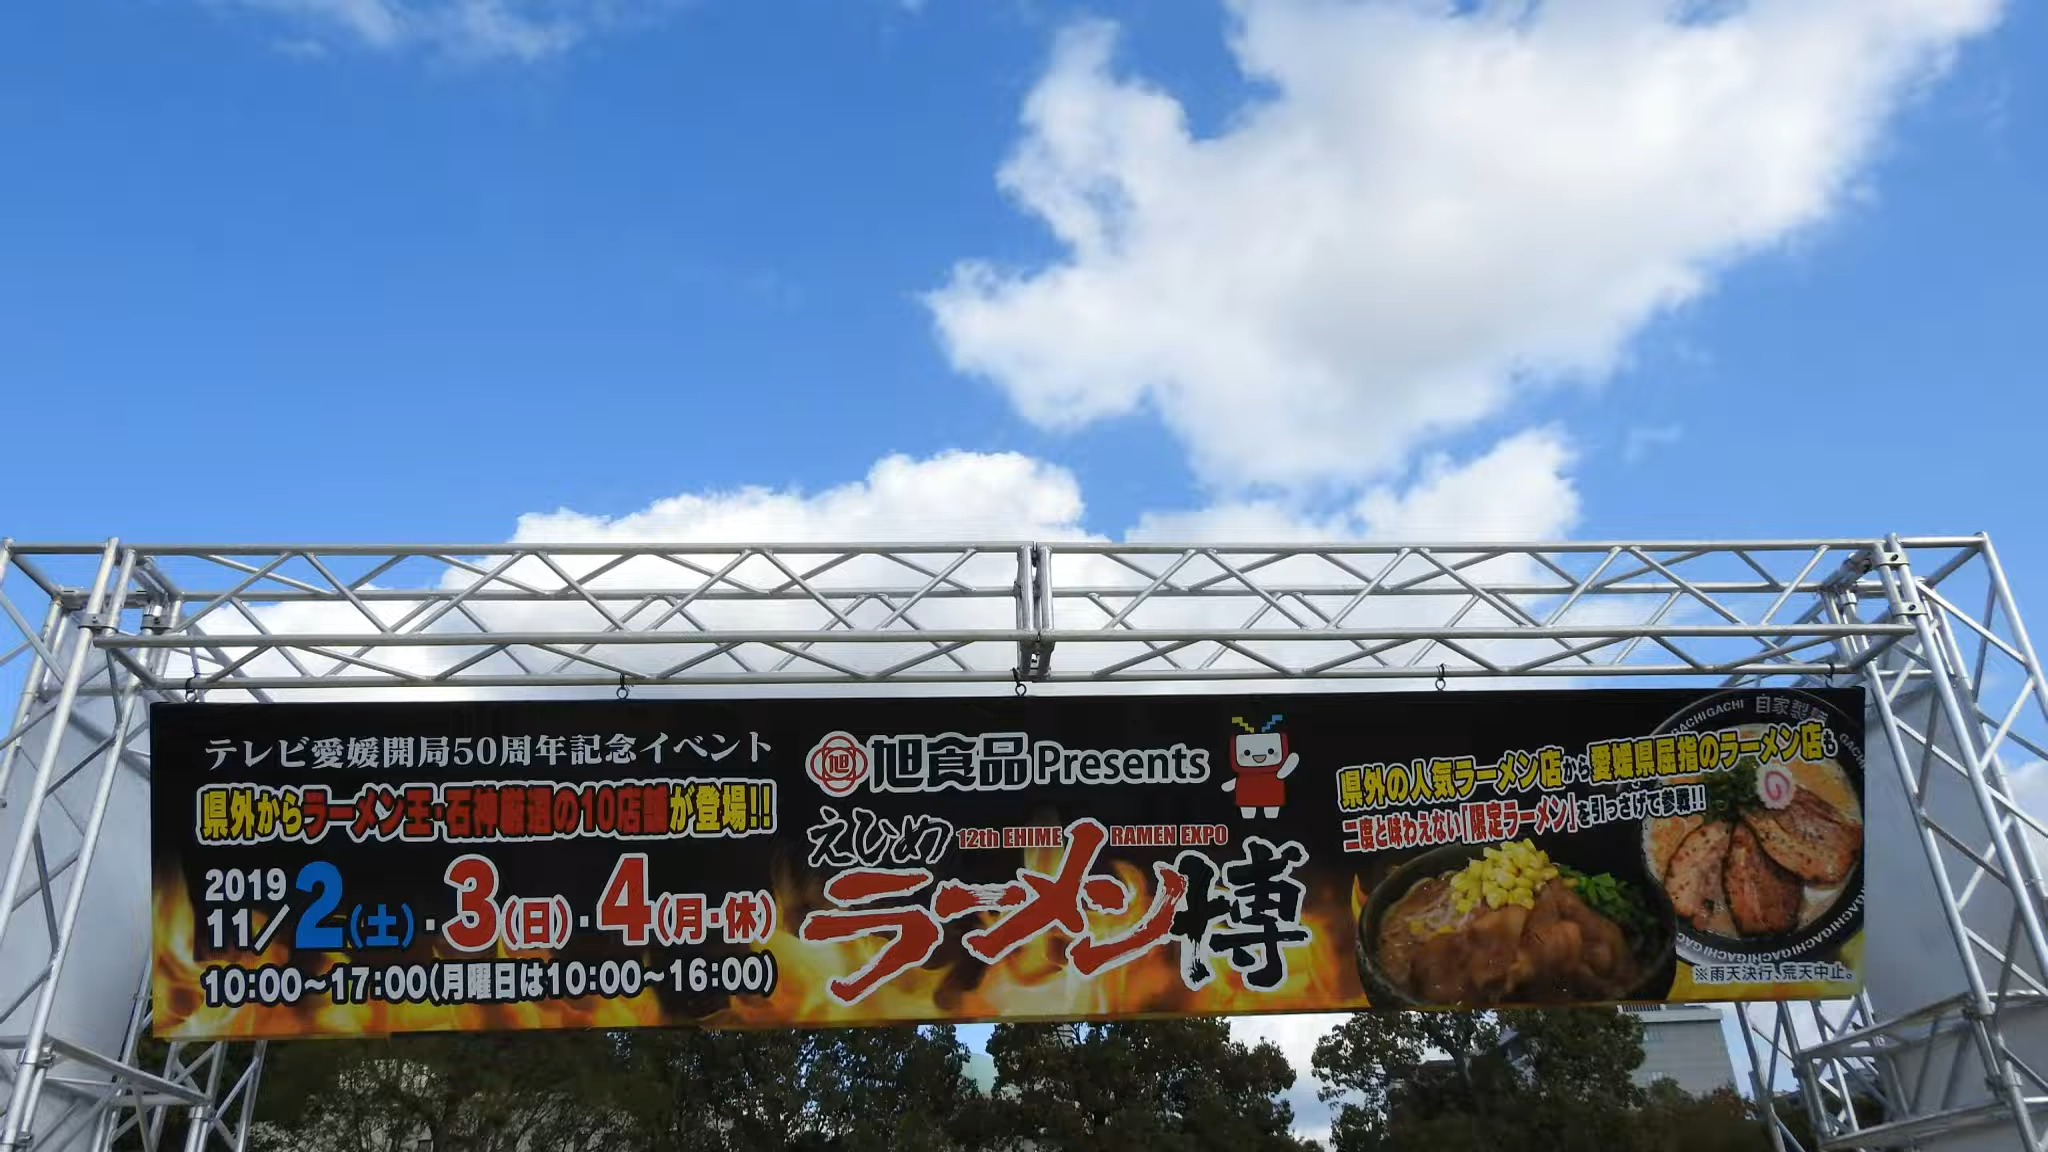 テレビ愛媛開局50周年記念イベント
県外からラーメン王・石神厳選の10店舗が登場!!
2019
11/2(土)・3(日)・4(月・休)
10:00~17:00(月曜日は10:00~16:00)
旭
旭食品Presents
えひめ 12th EHIME RAMEN EXPO
ラーメン博
県外の人気ラーメン店から愛媛県屈指のラーメン店も
二度と味わえない「限定ラーメン」を引っさげて参戦!!
GACHIGACHI 自家製麺
GACHIGACHI GACHIGACHI
※雨天決行、荒天中止。